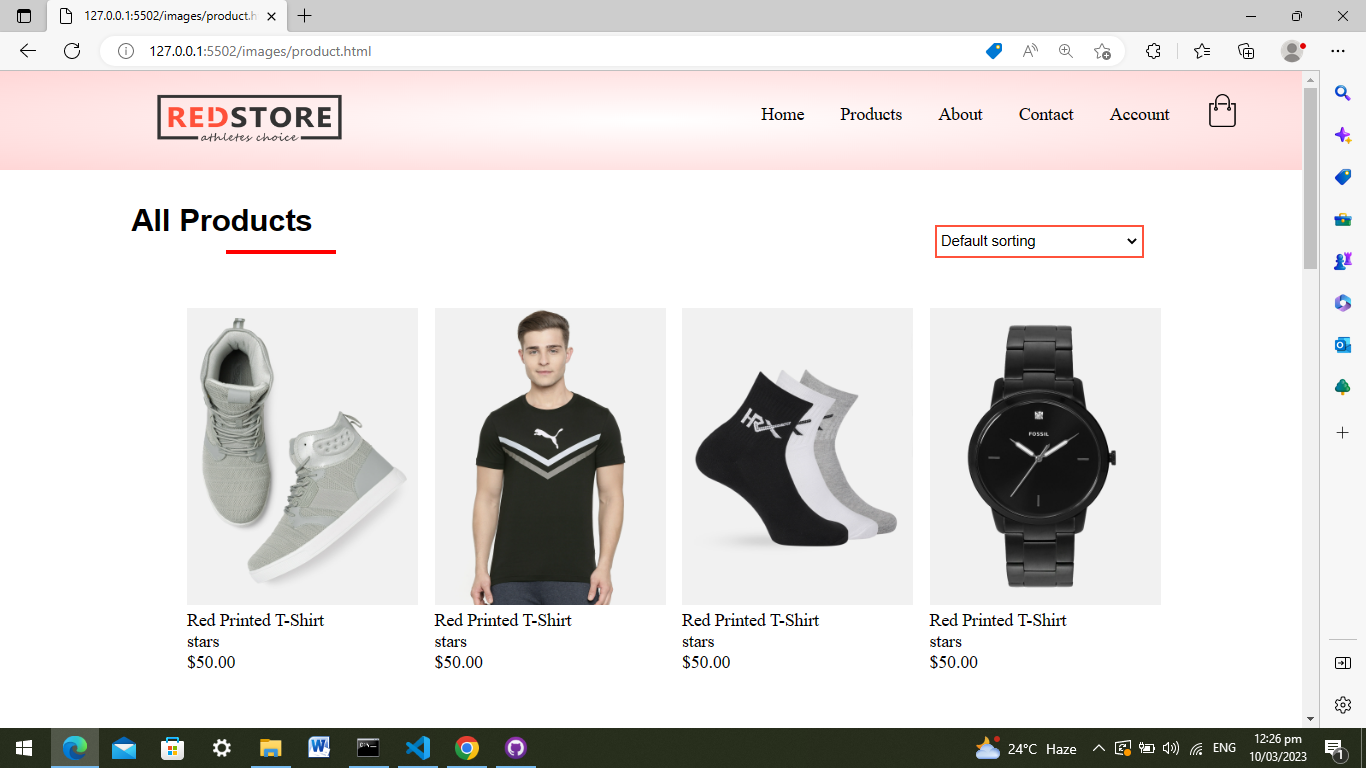 127.0.0.1:5502/images/product.h
127.0.0.1:5502/images/product.html
REDSTORE
athletes choice
Home Products About Contact Account
All Products
Default sorting
HRX
FOSSIL
Red Printed T-Shirt Red Printed T-Shirt Red Printed T-Shirt Red Printed T-Shirt
stars stars stars stars
$50.00 $50.00 $50.00 $50.00
24°C Haze ENG 12:26 pm
10/03/2023
1